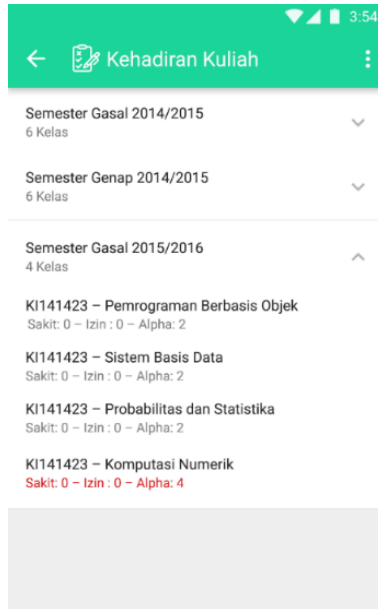 3:54
Kehadiran Kuliah
Semester Gasal 2014/2015
6 Kelas
Semester Genap 2014/2015
6 Kelas
Semester Gasal 2015/2016
4 Kelas
KI141423 – Pemrograman Berbasis Objek
Sakit: 0 – Izin : 0 – Alpha: 2
KI141423 – Sistem Basis Data
Sakit: 0 – Izin : 0 – Alpha: 2
KI141423 – Probabilitas dan Statistika
Sakit: 0 – Izin : 0 – Alpha: 2
KI141423 – Komputasi Numerik
Sakit: 0 – Izin : 0 – Alpha: 4